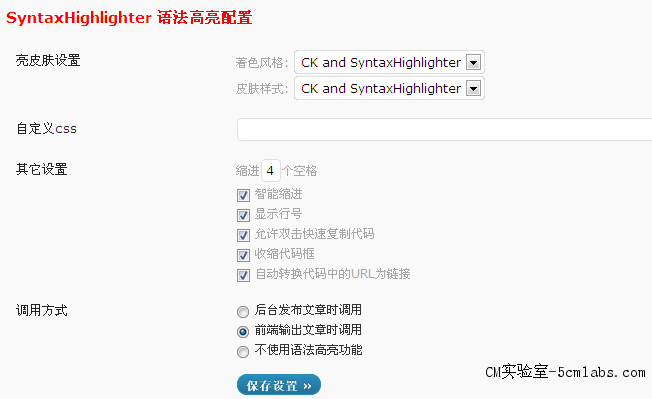 SyntaxHighlighter 语法高亮配置
亮皮肤设置 着色风格: CK and SyntaxHighlighter
皮肤样式: CK and SyntaxHighlighter
自定义css
其它设置 缩进 4 个空格
智能缩进
显示行号
允许双击快速复制代码
收缩代码框
自动转换代码中的URL为链接
调用方式 后台发布文章时调用
前端输出文章时调用
不使用语法高亮功能
保存设置 »
CM实验室-5cmlabs.com